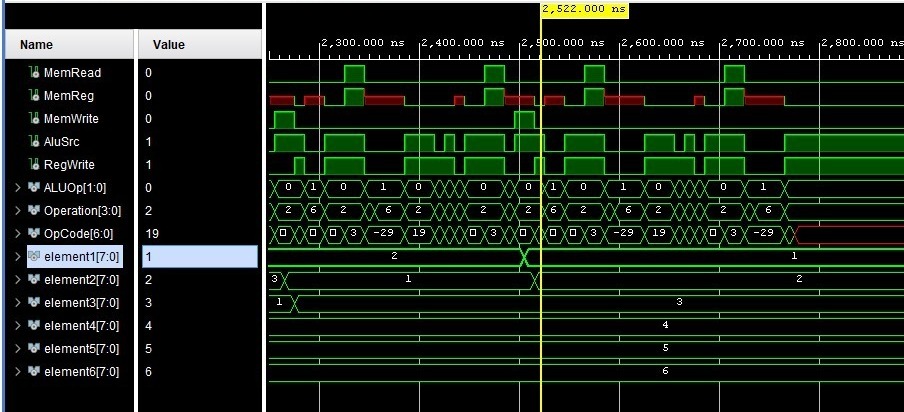 2,522.000 ns
Name Value 2,300.000 ns 2,400.000 ns 2,500.000 ns 2,600.000 ns 2,700.000 ns 2,800.000
MemRead 0
MemReg 0
MemWrite 0
AluSrc 1
RegWrite 1
ALUOp[1:0] 0 0 1 0 1 0 0 0 1 0 1 0 0 1
Operation[3:0] 2 2 6 2 6 2 2 2 6 2 6 2 2 6
OpCode[6:0] 19 0 0 3 -29 19 0 3 0 0 3 -29 19 0 3 -29
element1[7:0] 1 2 1
element2[7:0] 2 3 1 2
element3[7:0] 3 1 3
element4[7:0] 4 4
element5[7:0] 5 5
element6[7:0] 6 6